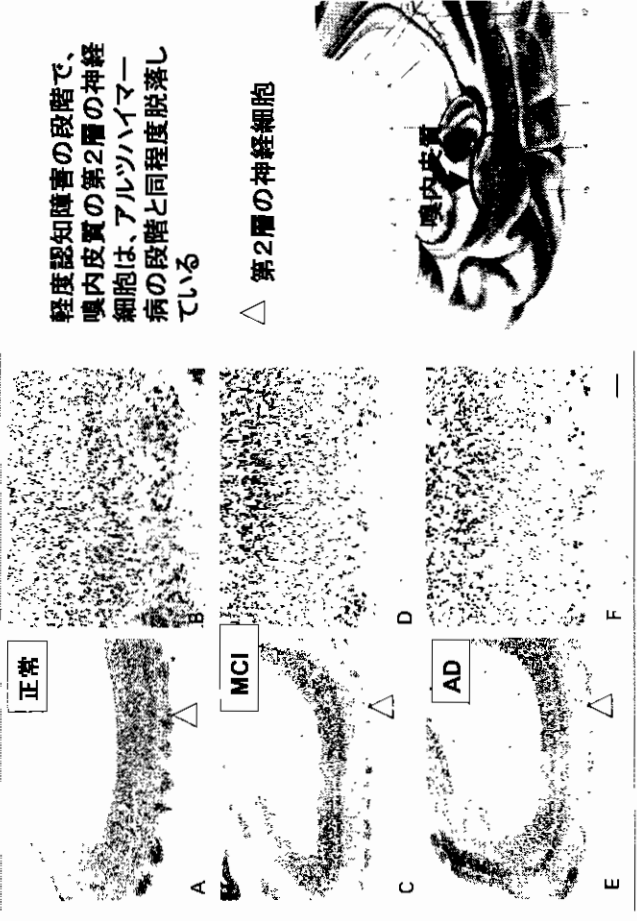 軽度認知障害の段階で、
嗅内皮質の第2層の神経
細胞は、アルツハイマー
病の段階と同程度脱落し
ている
△ 第2層の神経細胞
嗅内皮質
正常
A
B
MCI
C
D
AD
E
F